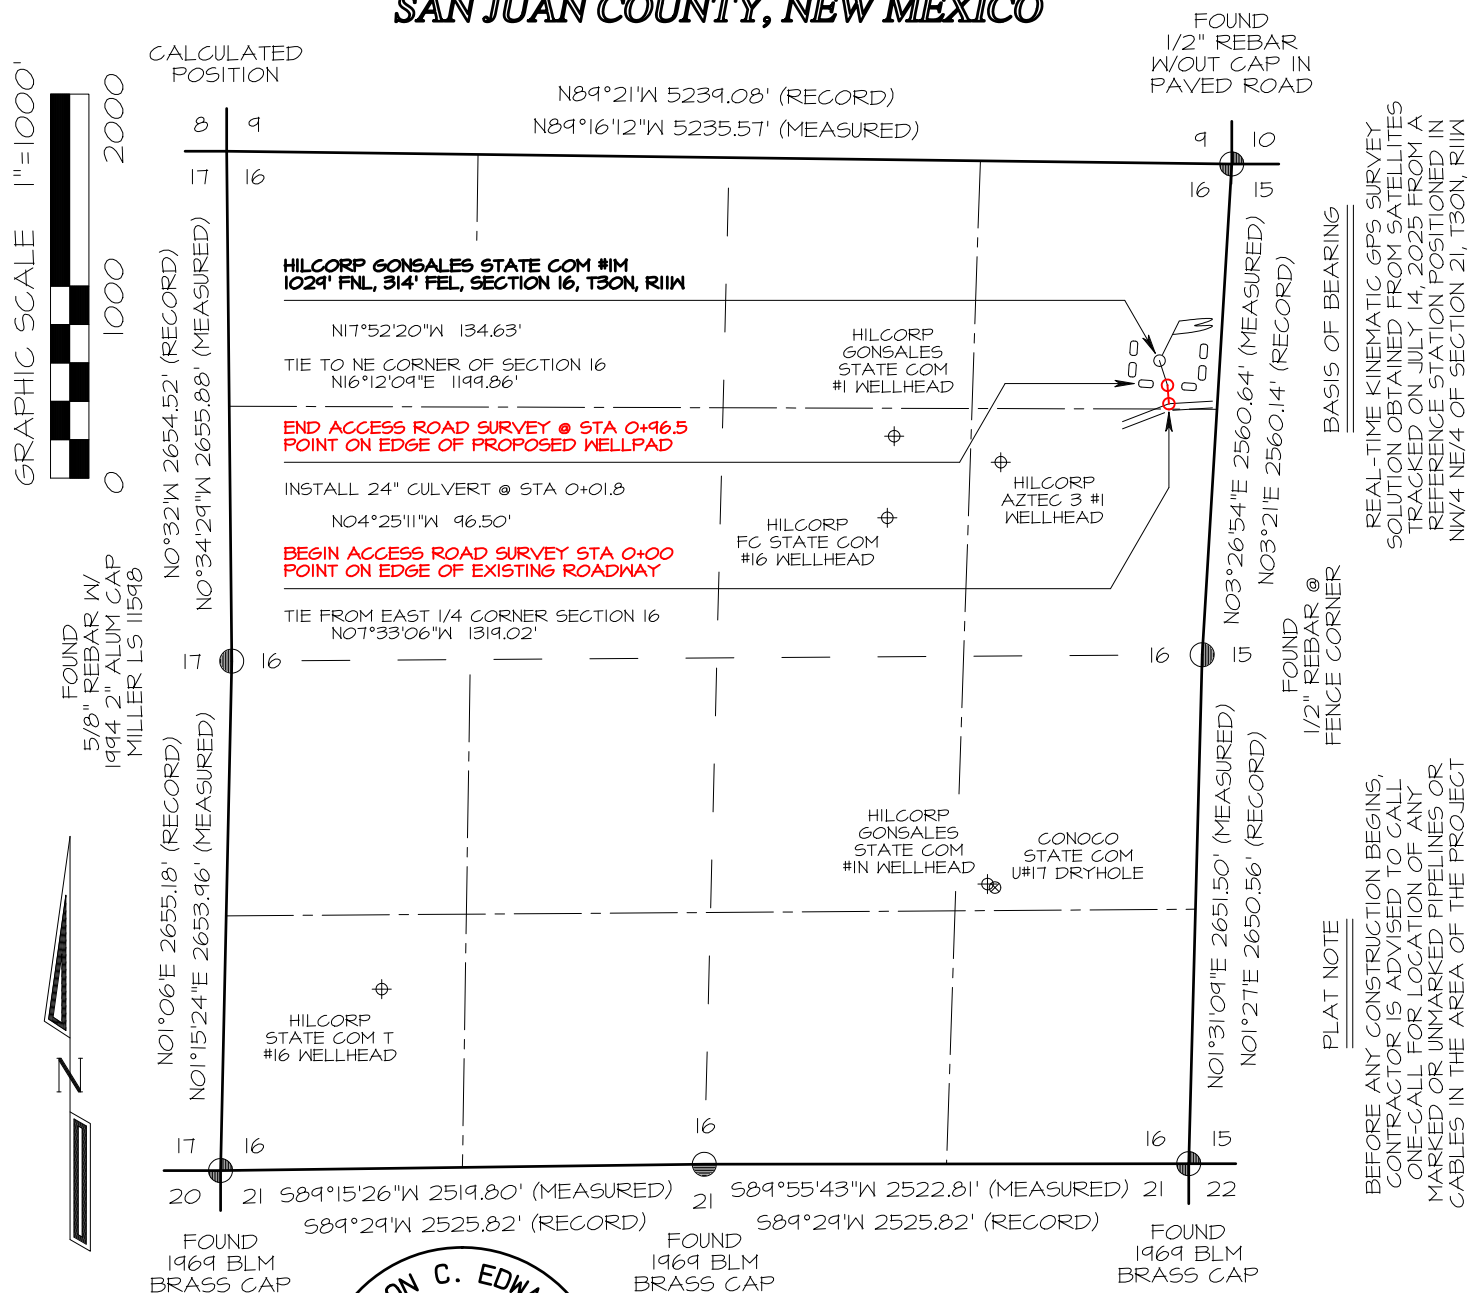 SAN JUAN COUNTY, NEW MEXICO
CALCULATED
POSITION
FOUND
1/2" REBAR
W/OUT CAP IN
PAVED ROAD
N89°21'W 5239.08' (RECORD)
N89°16'12"W 5235.57' (MEASURED)
8 9
17 16
9 10
16 15
GRAPHIC SCALE 1"=1000'
0 1000 2000
N0°32'W 2654.52' (RECORD)
N0°34'29"W 2655.88' (MEASURED)
HILCORP GONSALES STATE COM #1M
1029' FNL, 314' FEL, SECTION 16, T30N, R11W
N17°52'20"W 134.63'
TIE TO NE CORNER OF SECTION 16
N16°12'09"E 1199.86'
END ACCESS ROAD SURVEY @ STA 0+96.5
POINT ON EDGE OF PROPOSED WELLPAD
INSTALL 24" CULVERT @ STA 0+01.8
N04°25'11"W 96.50'
BEGIN ACCESS ROAD SURVEY STA 0+00
POINT ON EDGE OF EXISTING ROADWAY
TIE FROM EAST 1/4 CORNER SECTION 16
N07°33'06"W 1319.02'
HILCORP
GONSALES
STATE COM
#1 WELLHEAD
HILCORP
AZTEC 3 #1
WELLHEAD
HILCORP
FC STATE COM
#16 WELLHEAD
N03°26'54"E 2560.64' (MEASURED)
N03°21'E 2560.14' (RECORD)
BASIS OF BEARING
REAL-TIME KINEMATIC GPS SURVEY
SOLUTION OBTAINED FROM SATELLITES
TRACKED ON JULY 14, 2025 FROM A
REFERENCE STATION POSITIONED IN
NW/4 NE/4 OF SECTION 21, T30N, R11W
FOUND
5/8" REBAR W/
1994 2" ALUM CAP
MILLER LS 11598
17 16
16 15
FOUND
1/2" REBAR @
FENCE CORNER
N01°06'E 2655.18' (RECORD)
N01°15'24"E 2653.96' (MEASURED)
HILCORP
GONSALES
STATE COM
#1N WELLHEAD
CONOCO
STATE COM
U#17 DRYHOLE
HILCORP
STATE COM T
#16 WELLHEAD
N01°31'09"E 2651.50' (MEASURED)
N01°27'E 2650.56' (RECORD)
PLAT NOTE
BEFORE ANY CONSTRUCTION BEGINS,
CONTRACTOR IS ADVISED TO CALL
ONE-CALL FOR LOCATION OF ANY
MARKED OR UNMARKED PIPELINES OR
CABLES IN THE AREA OF THE PROJECT
N
17 16
20 21
16
21
16 15
21 22
S89°15'26"W 2519.80' (MEASURED)
S89°29'W 2525.82' (RECORD)
S89°55'43"W 2522.81' (MEASURED)
S89°29'W 2525.82' (RECORD)
FOUND
1969 BLM
BRASS CAP
FOUND
1969 BLM
BRASS CAP
FOUND
1969 BLM
BRASS CAP
C.